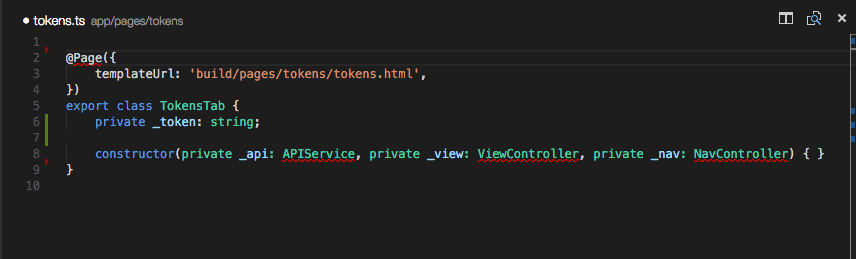 tokens.ts app/pages/tokens
1
2 @Page({
3 templateUrl: 'build/pages/tokens/tokens.html',
4 })
5 export class TokensTab {
6 private _token: string;
7
8 constructor(private _api: APIService, private _view: ViewController, private _nav: NavController) { }
9 }
10